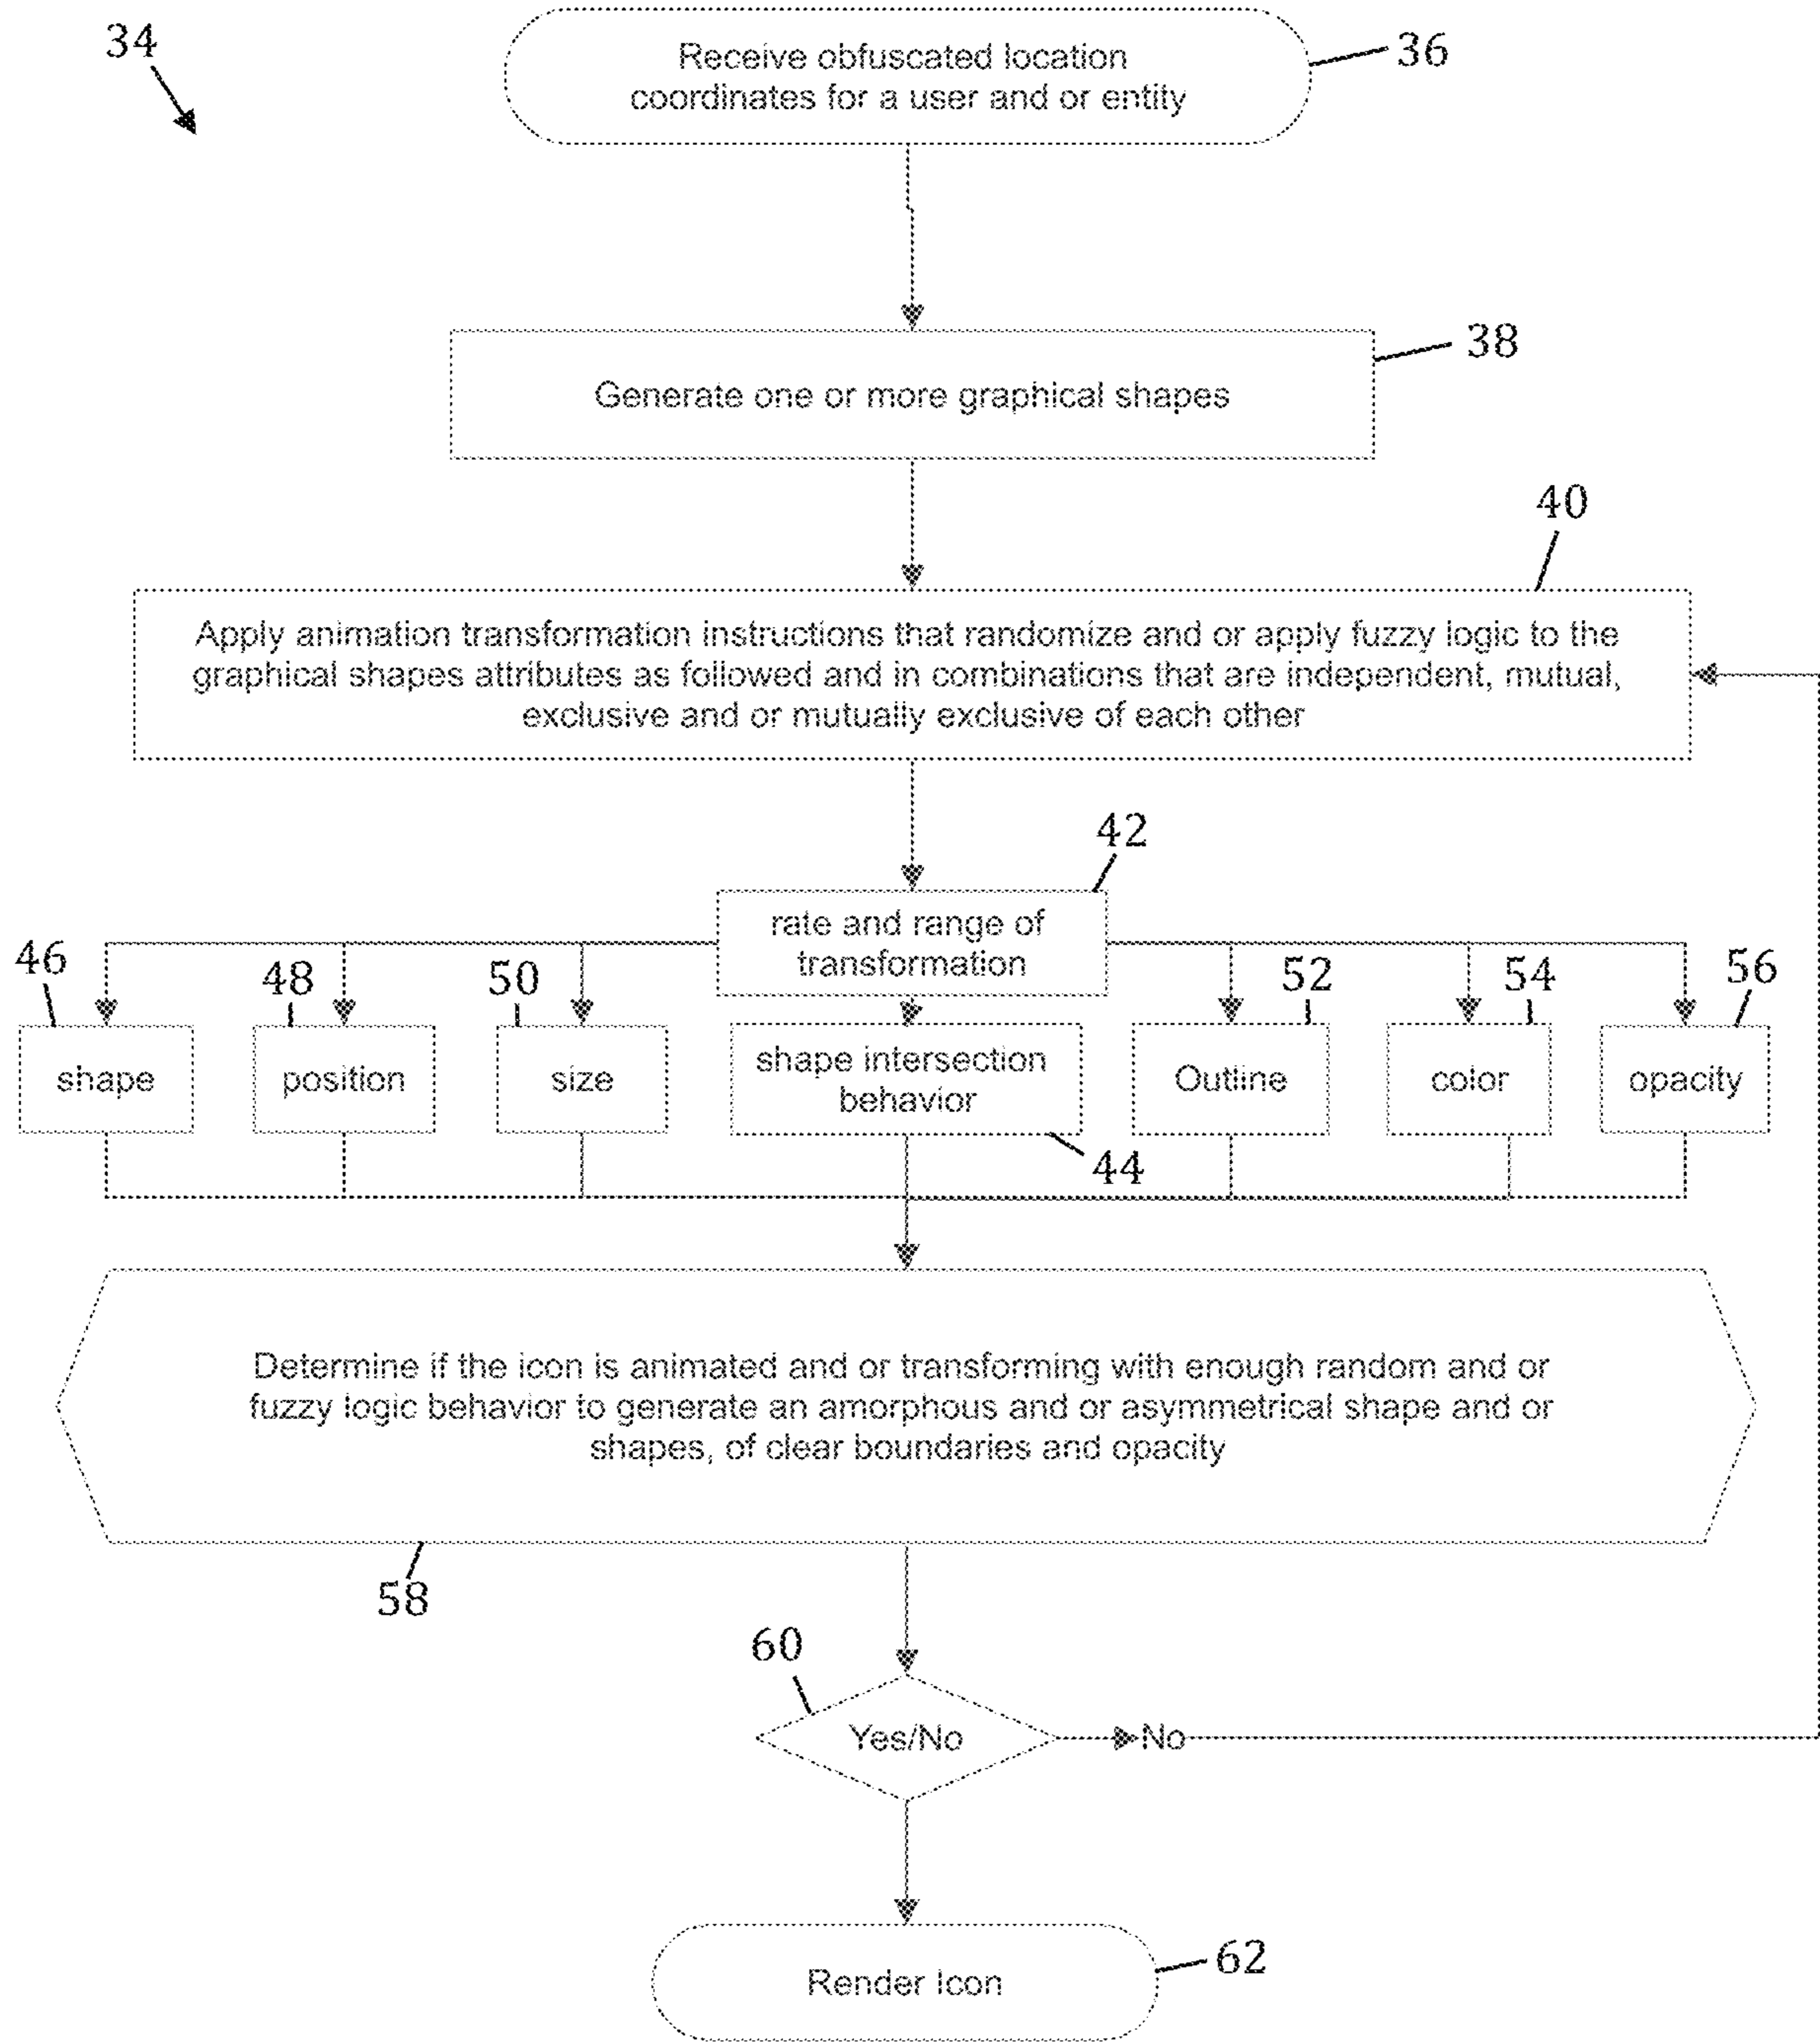 34
Receive obfuscated location
coordinates for a user and or entity
36
Generate one or more graphical shapes
38
40
Apply animation transformation instructions that randomize and or apply fuzzy logic to the
graphical shapes attributes as followed and in combinations that are independent, mutual,
exclusive and or mutually exclusive of each other
42
rate and range of
transformation
46
48
50
52
54
56
shape
position
size
shape intersection
behavior
Outline
color
opacity
44
Determine if the icon is animated and or transforming with enough random and or
fuzzy logic behavior to generate an amorphous and or asymmetrical shape and or
shapes, of clear boundaries and opacity
58
60
Yes/No
No
Render Icon
62